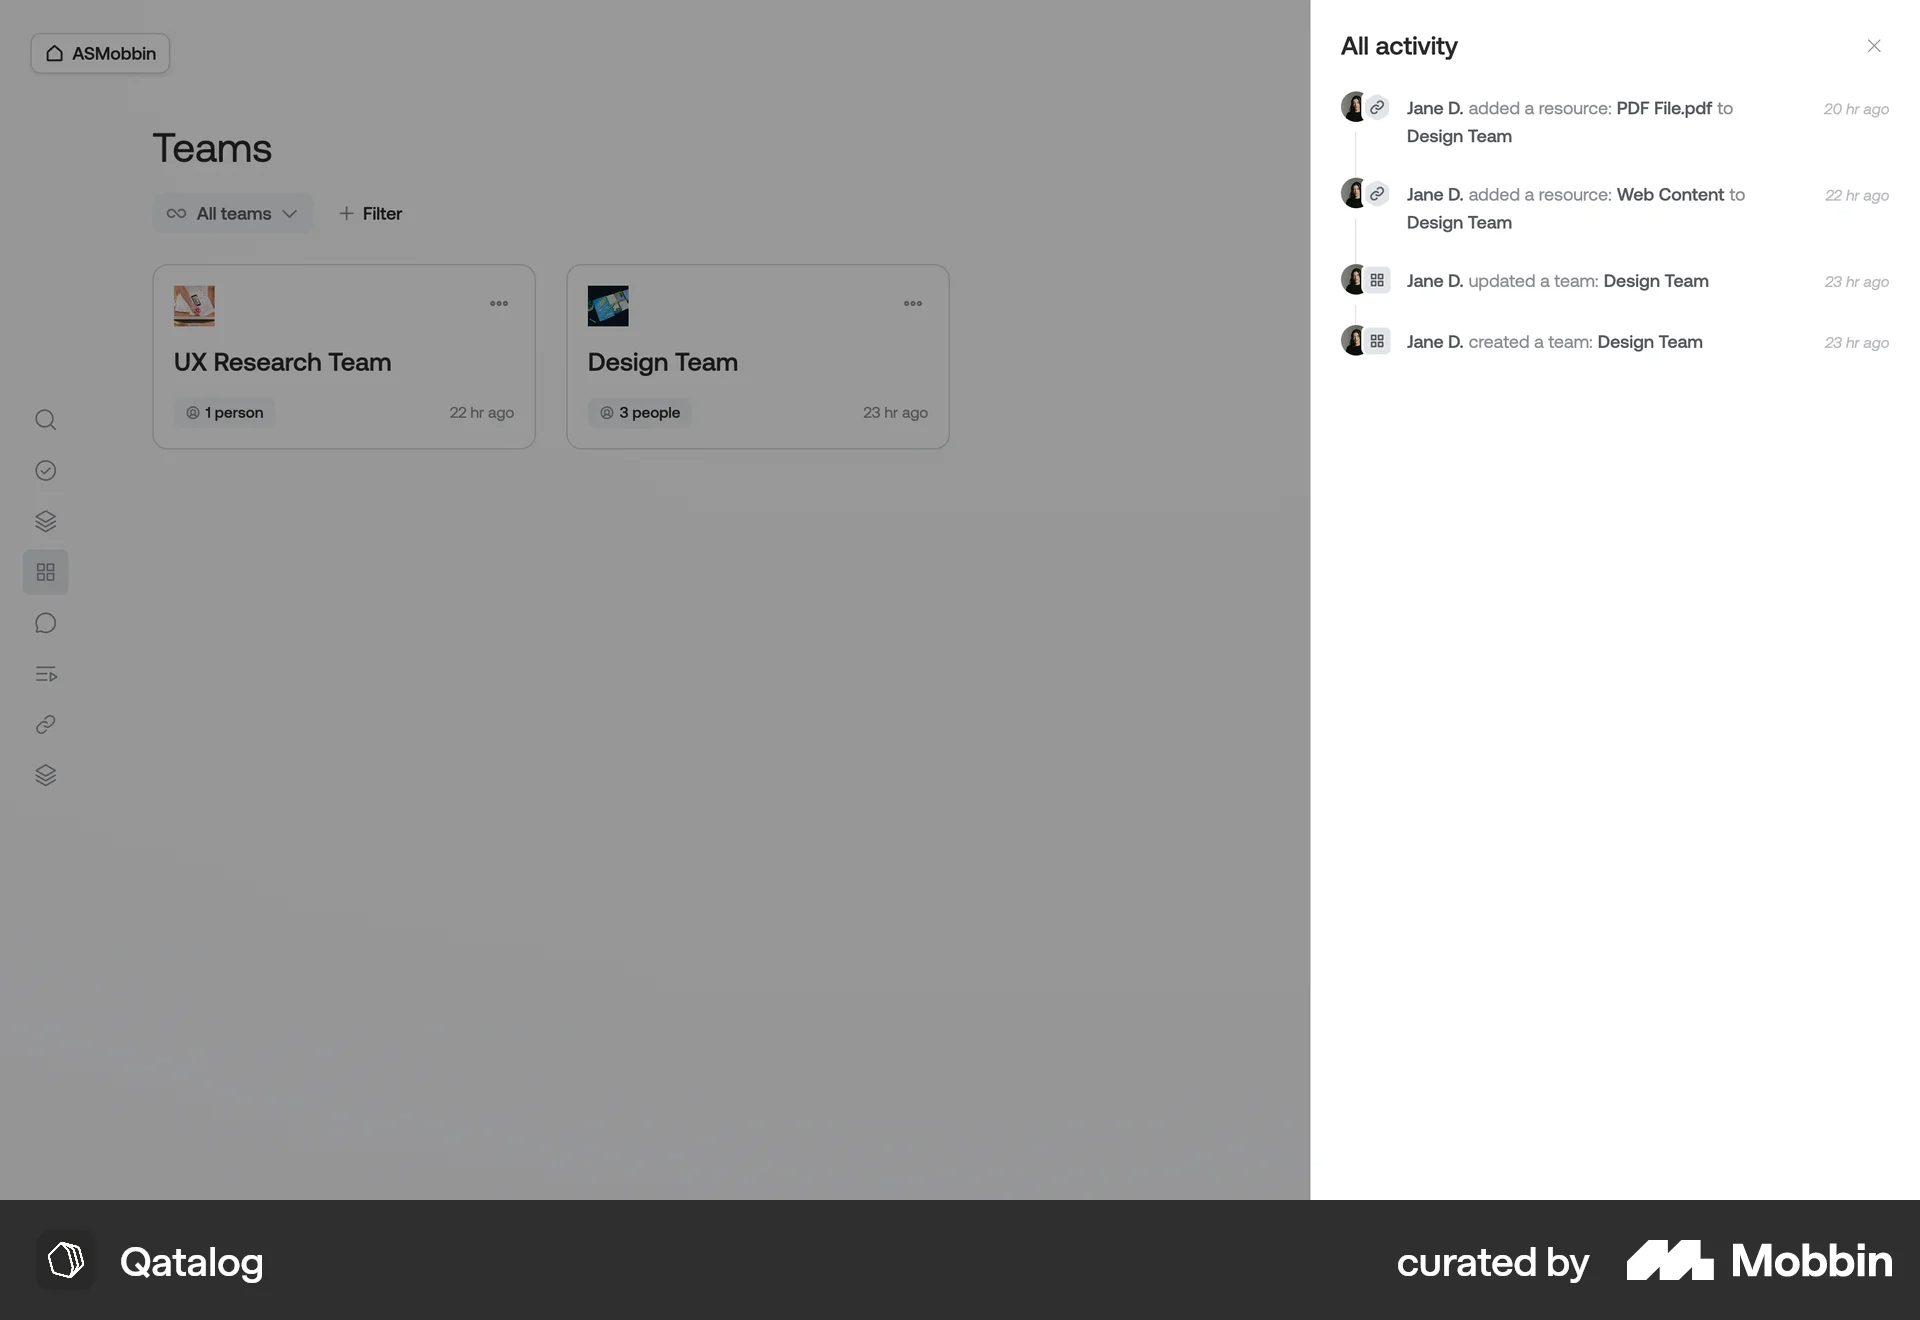 ASMobbin
Teams
All teams
Filter
UX Research Team
1 person
22 hr ago
Design Team
3 people
23 hr ago
All activity
Jane D. added a resource: PDF File.pdf to
Design Team
20 hr ago
Jane D. added a resource: Web Content to
Design Team
22 hr ago
Jane D. updated a team: Design Team
23 hr ago
Jane D. created a team: Design Team
23 hr ago
Qatalog
curated by Mobbin